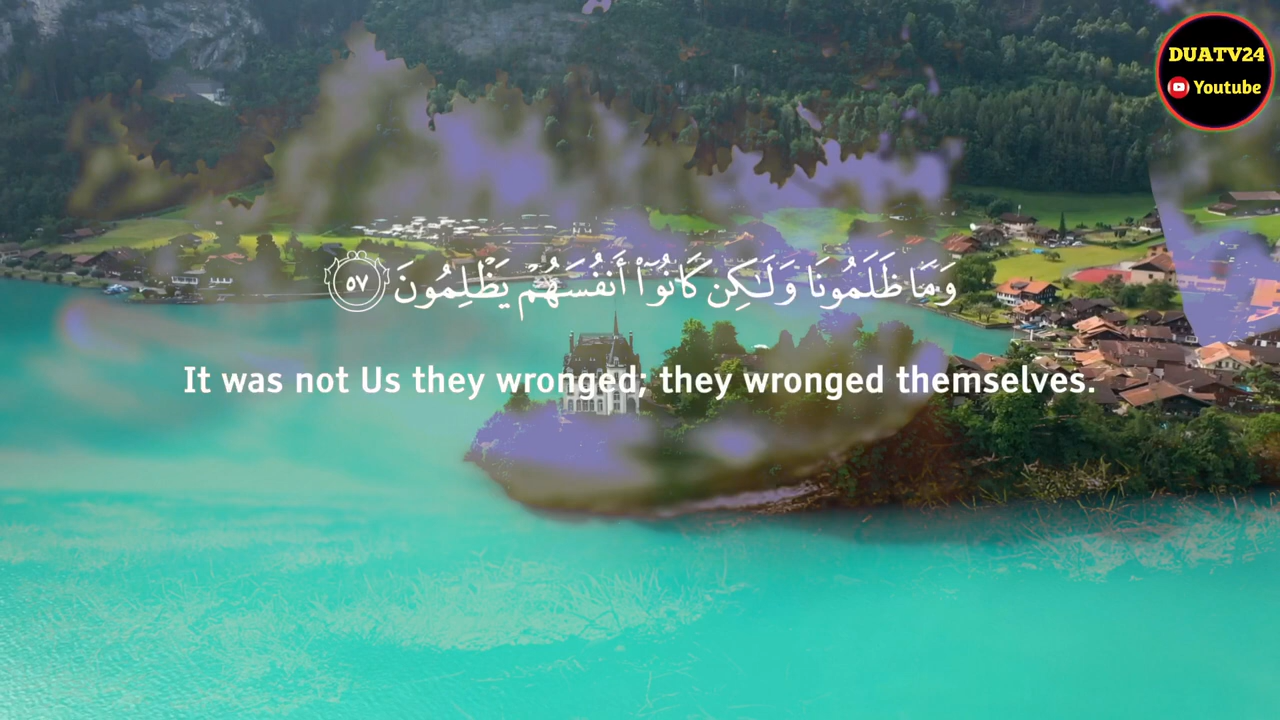 DUATV24
Youtube
وَمَا ظَلَمُونَا وَلَـٰكِن كَانُوٓا۟ أَنفُسَهُمْ يَظْلِمُونَ ٥٧
It was not Us they wronged; they wronged themselves.